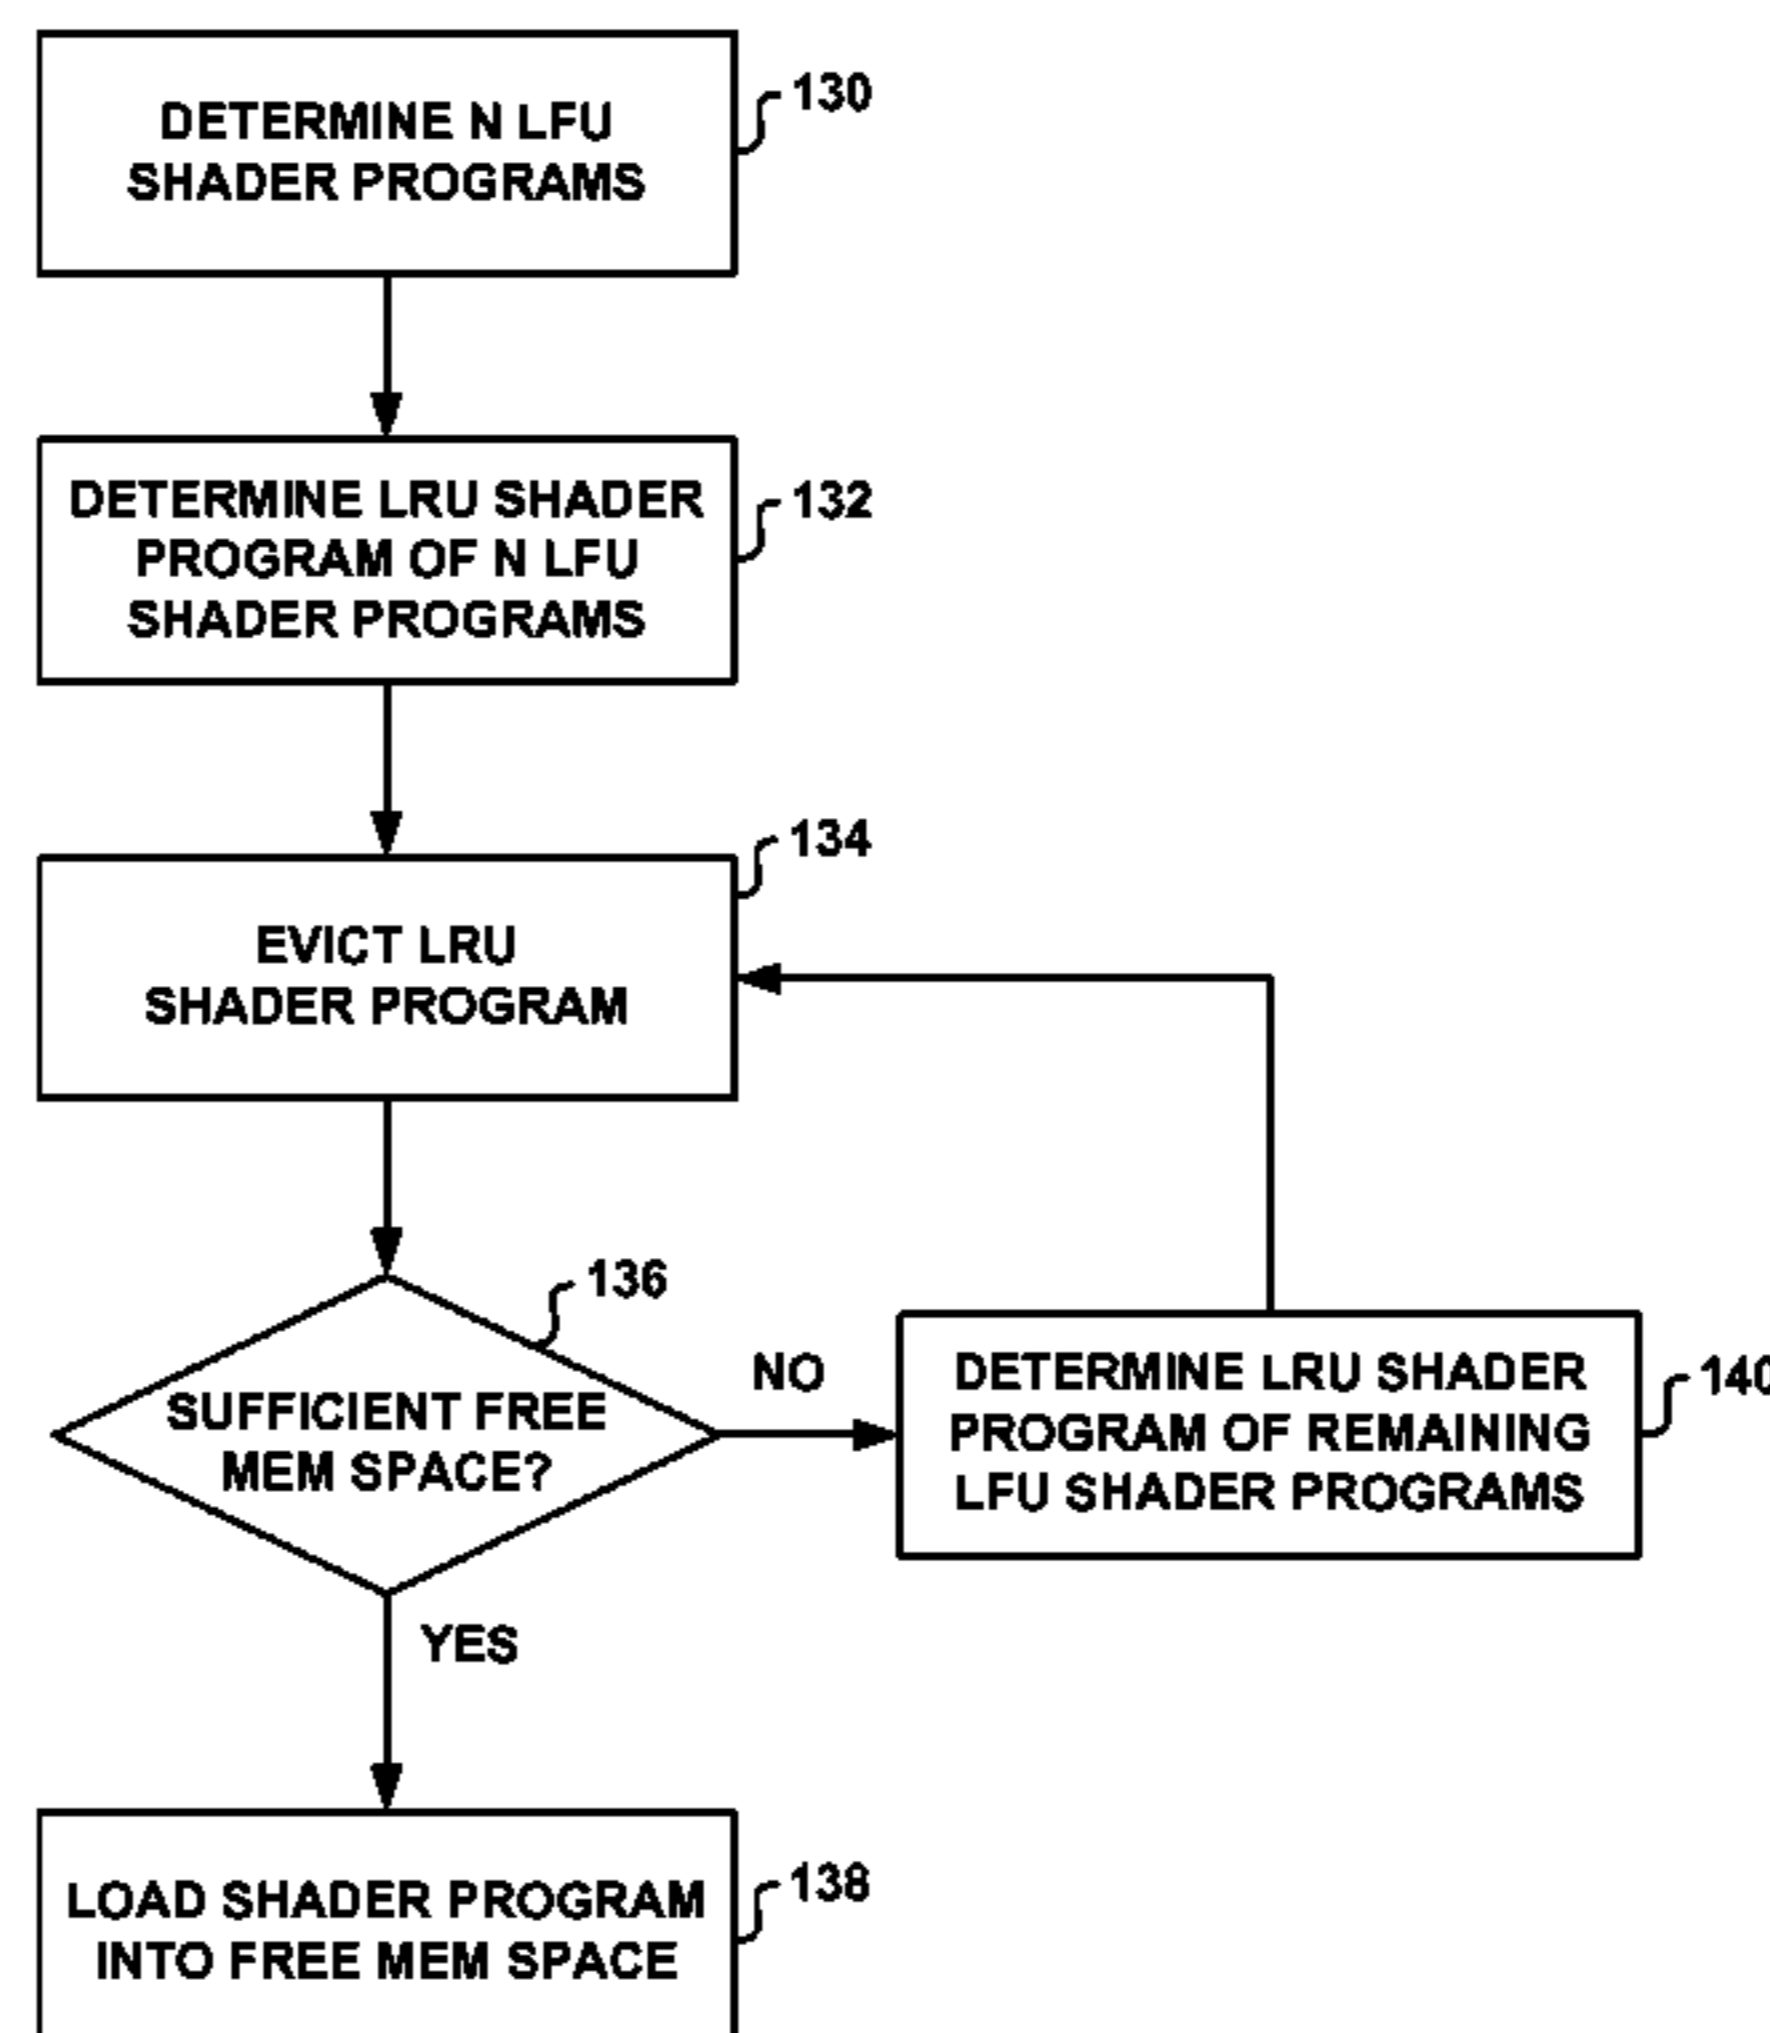 DETERMINE N LFU
SHADER PROGRAMS
130
DETERMINE LRU SHADER
PROGRAM OF N LFU
SHADER PROGRAMS
132
EVICT LRU
SHADER PROGRAM
134
SUFFICIENT FREE
MEM SPACE?
136
NO
DETERMINE LRU SHADER
PROGRAM OF REMAINING
LFU SHADER PROGRAMS
140
YES
LOAD SHADER PROGRAM
INTO FREE MEM SPACE
138